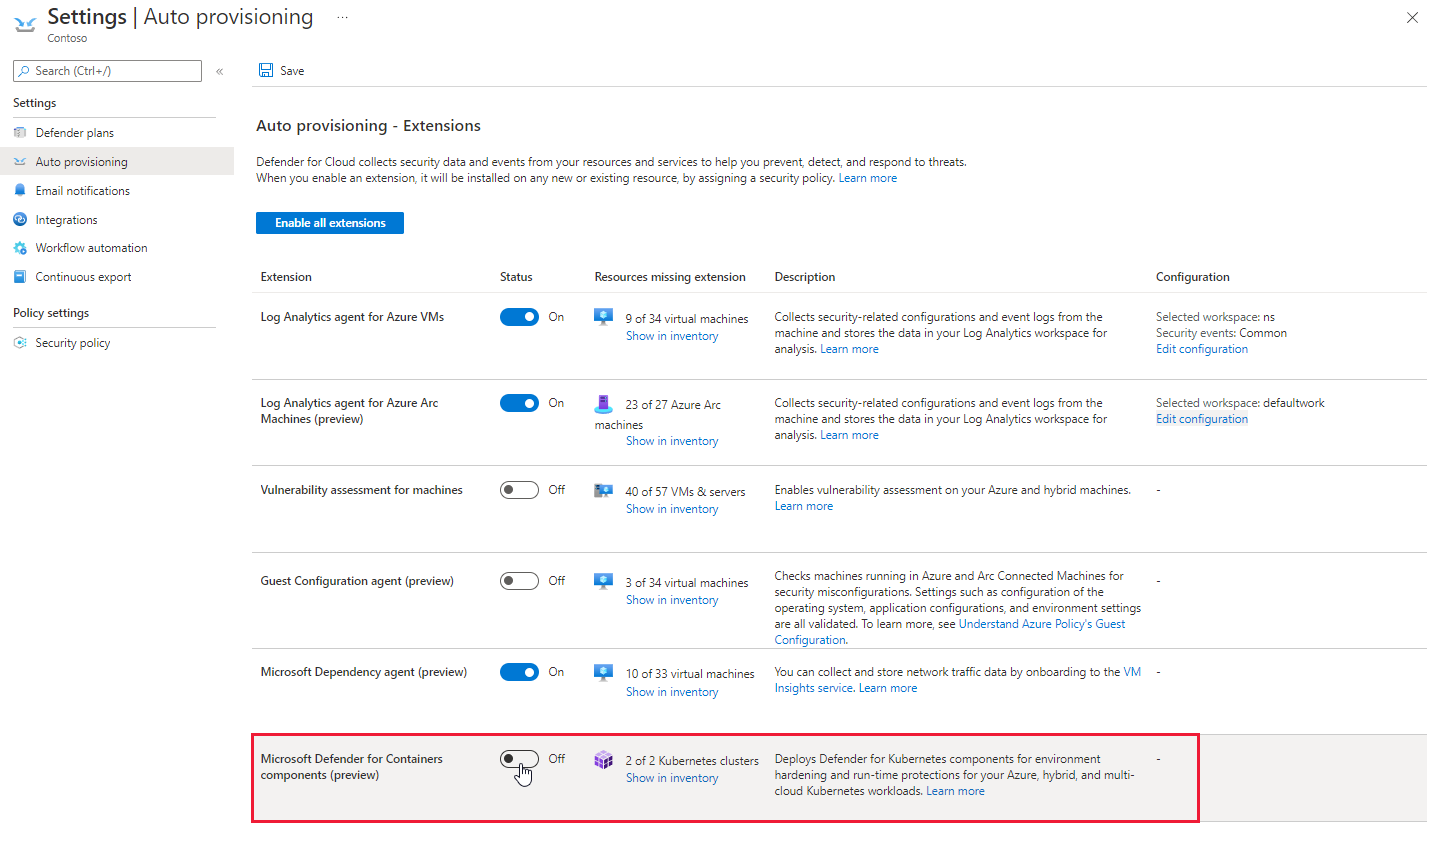 Settings | Auto provisioning ...
Contoso
Search (Ctrl+/)
«
Save
Settings
Defender plans
Auto provisioning
Email notifications
Integrations
Workflow automation
Continuous export
Policy settings
Security policy
Auto provisioning - Extensions
Defender for Cloud collects security data and events from your resources and services to help you prevent, detect, and respond to threats.
When you enable an extension, it will be installed on any new or existing resource, by assigning a security policy. Learn more
Enable all extensions
Extension Status Resources missing extension Description Configuration
Log Analytics agent for Azure VMs
On
9 of 34 virtual machines
Show in inventory
Collects security-related configurations and event logs from the
machine and stores the data in your Log Analytics workspace for
analysis. Learn more
Selected workspace: ns
Security events: Common
Edit configuration
Log Analytics agent for Azure Arc
Machines (preview)
On
23 of 27 Azure Arc
machines
Show in inventory
Collects security-related configurations and event logs from the
machine and stores the data in your Log Analytics workspace for
analysis. Learn more
Selected workspace: defaultwork
Edit configuration
Vulnerability assessment for machines
Off
40 of 57 VMs & servers
Show in inventory
Enables vulnerability assessment on your Azure and hybrid machines.
Learn more
-
Guest Configuration agent (preview)
Off
3 of 34 virtual machines
Show in inventory
Checks machines running in Azure and Arc Connected Machines for
security misconfigurations. Settings such as configuration of the
operating system, application configurations, and environment settings
are all validated. To learn more, see Understand Azure Policy's Guest
Configuration.
-
Microsoft Dependency agent (preview)
On
10 of 33 virtual machines
Show in inventory
You can collect and store network traffic data by onboarding to the VM
Insights service. Learn more
-
Microsoft Defender for Containers
components (preview)
Off
2 of 2 Kubernetes clusters
Show in inventory
Deploys Defender for Kubernetes components for environment
hardening and run-time protections for your Azure, hybrid, and multi-
cloud Kubernetes workloads. Learn more
-